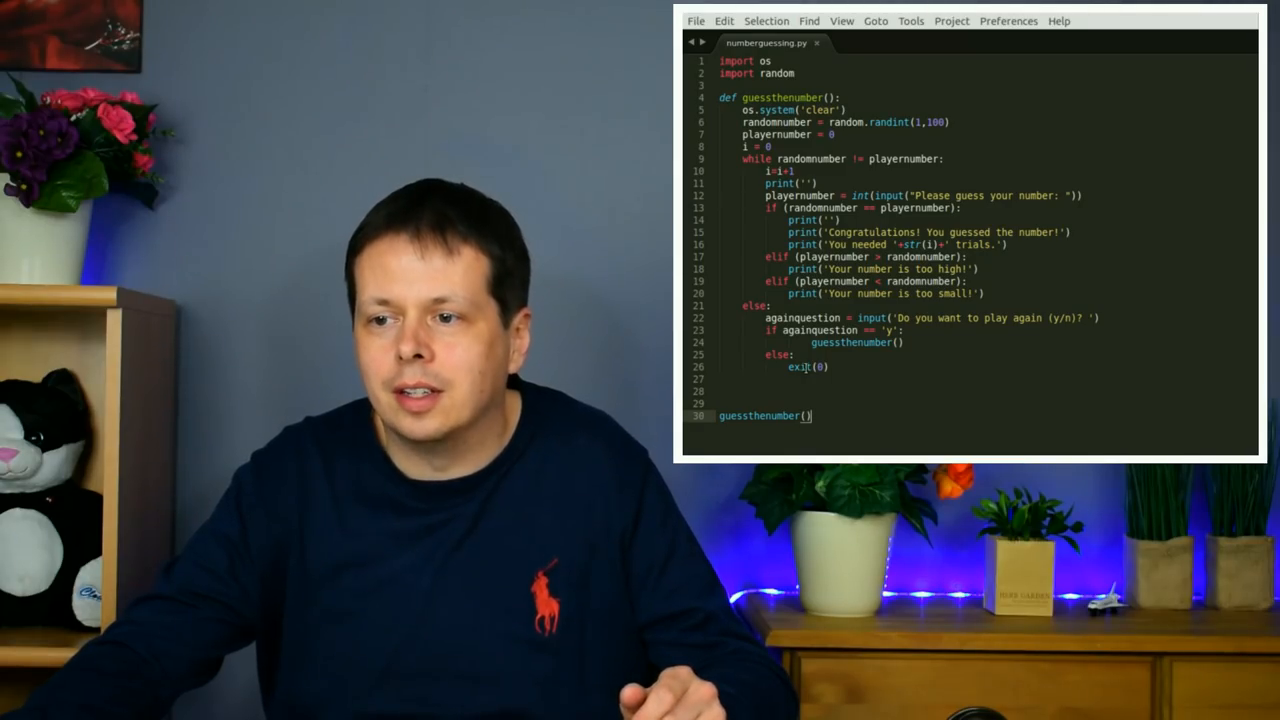 File Edit Selection Find View Goto Tools Project Preferences Help
numberguessing.py ×
1 import os
2 import random
3
4 def guessthenumber():
5 os.system('clear')
6 randomnumber = random.randint(1,100)
7 playernumber = 0
8 i = 0
9 while randomnumber != playernumber:
10 i=i+1
11 print('')
12 playernumber = int(input("Please guess your number: "))
13 if (randomnumber == playernumber):
14 print('')
15 print('Congratulations! You guessed the number!')
16 print('You needed '+str(i)+' trials.')
17 elif (playernumber > randomnumber):
18 print('Your number is too high!')
19 elif (playernumber < randomnumber):
20 print('Your number is too small!')
21 else:
22 againquestion = input('Do you want to play again (y/n)? ')
23 if againquestion == 'y':
24 guessthenumber()
25 else:
26 exit(0)
27
28
29
30 guessthenumber()
HERB GARDEN